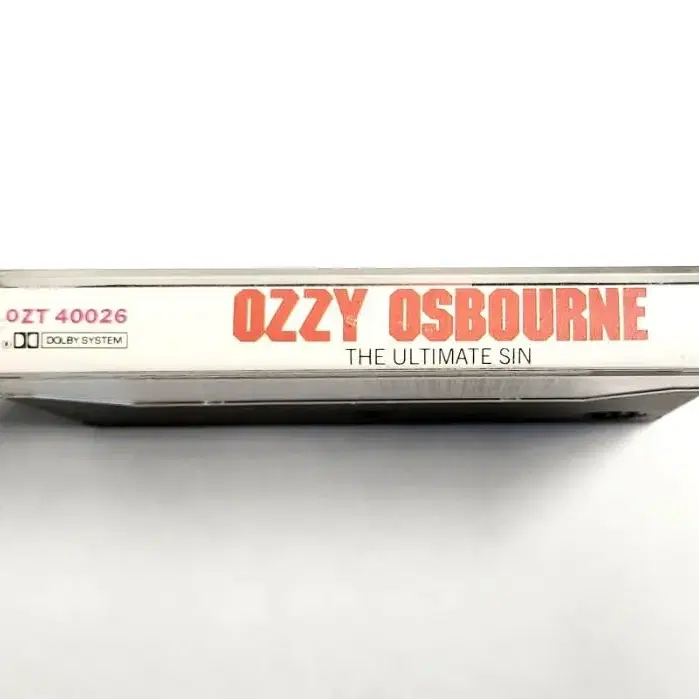 OZT 40026
DOLBY SYSTEM
OZZY OSBOURNE
THE ULTIMATE SIN